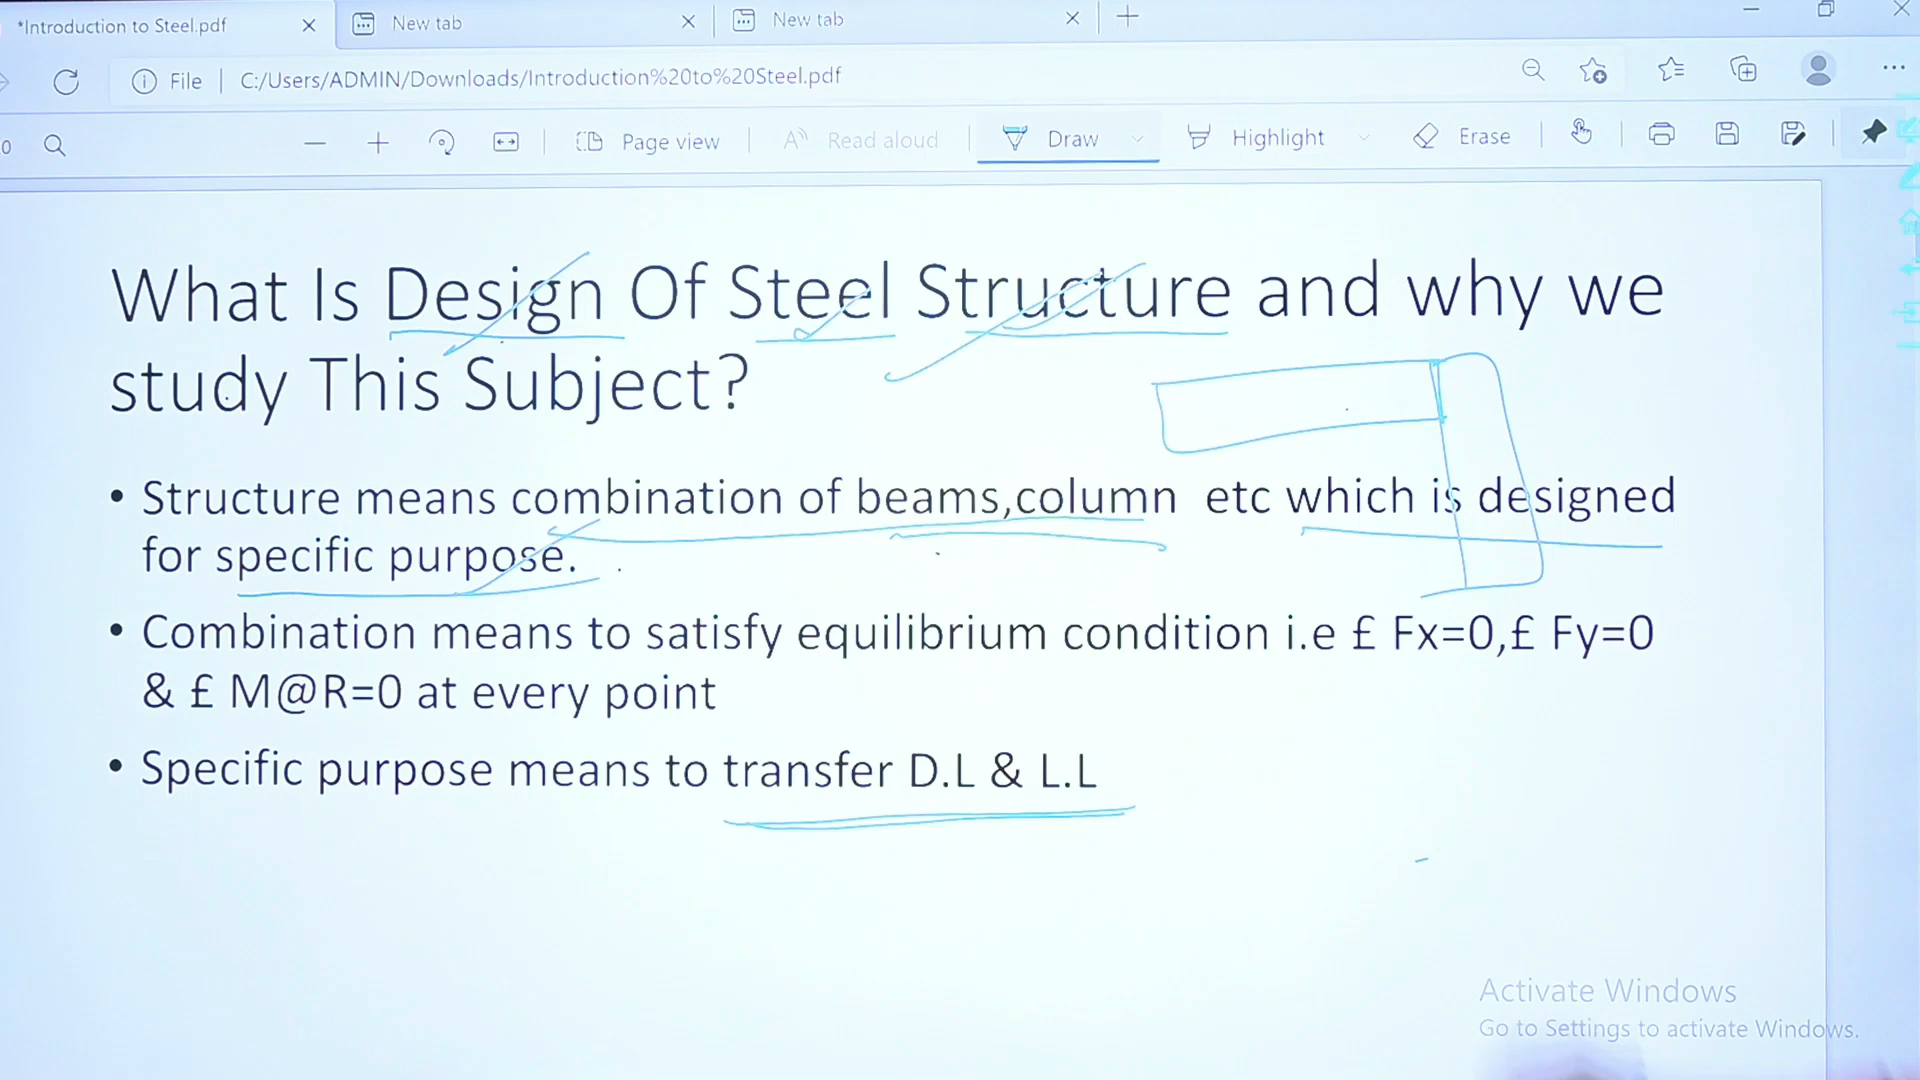 *Introduction to Steel.pdf
New tab
New tab
File
C:/Users/ADMIN/Downloads/Introduction%20to%20Steel.pdf
0
Page view
Read aloud
Draw
Highlight
Erase
What Is Design Of Steel Structure and why we
study This Subject?
• Structure means combination of beams,column etc which is designed
for specific purpose.
• Combination means to satisfy equilibrium condition i.e £ Fx=0,£ Fy=0
& £ M@R=0 at every point
• Specific purpose means to transfer D.L & L.L
Activate Windows
Go to Settings to activate Windows.